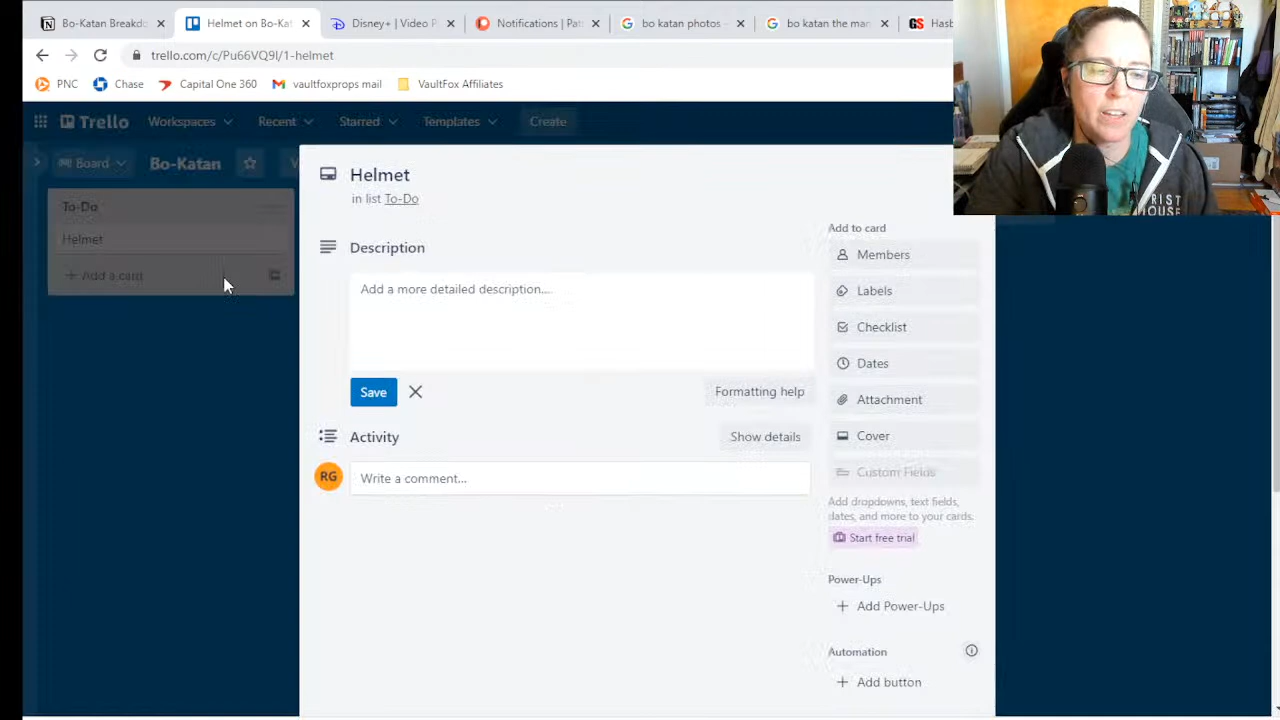 Bo-Katan Breakdo
Helmet on Bo-Kat
Disney+ | Video P
Notifications | Pat
bo katan photos -
bo katan the man
Hasb
trello.com/c/Pu66VQ9I/1-helmet
PNC
Chase
Capital One 360
vaultfoxprops mail
VaultFox Affiliates
Trello
Workspaces
Recent
Starred
Templates
Create
Board
Bo-Katan
To-Do
Helmet
+ Add a card
Helmet
in list To-Do
Description
Add a more detailed description...
Save
Formatting help
Activity
Show details
RG
Write a comment...
Add to card
Members
Labels
Checklist
Dates
Attachment
Cover
Custom Fields
Add dropdowns, text fields,
dates, and more to your cards.
Start free trial
Power-Ups
+ Add Power-Ups
Automation
+ Add button
RIST
HOUSE